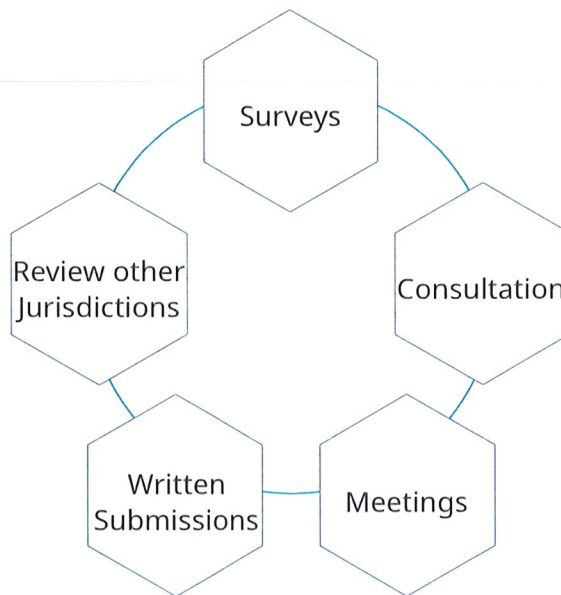 Surveys
Consultation
Meetings
Written
Submissions
Review other
Jurisdictions